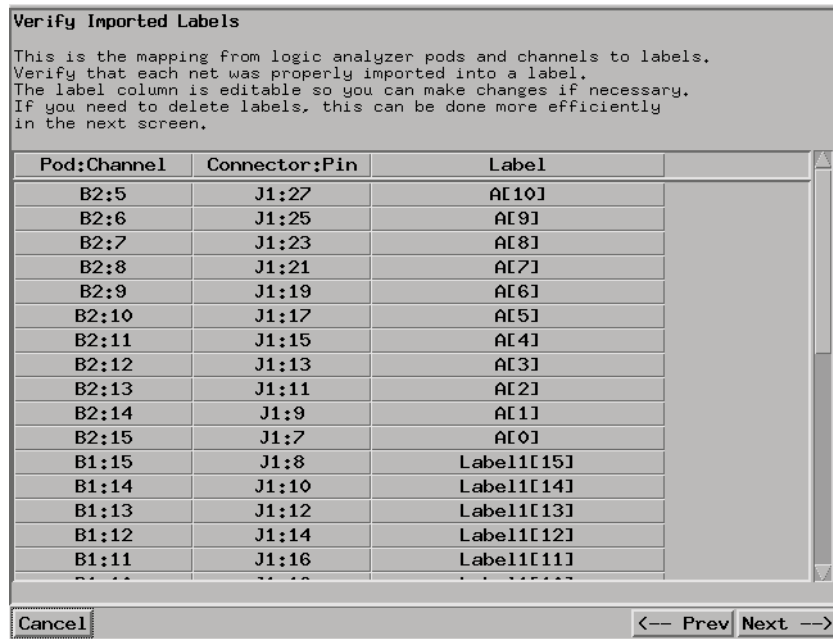 Verify Imported Labels
This is the mapping from logic analyzer pods and channels to labels.
Verify that each net was properly imported into a label.
The label column is editable so you can make changes if necessary.
If you need to delete labels, this can be done more efficiently
in the next screen.
Pod:Channel Connector:Pin Label
B2:5 J1:27 A[10]
B2:6 J1:25 A[9]
B2:7 J1:23 A[8]
B2:8 J1:21 A[7]
B2:9 J1:19 A[6]
B2:10 J1:17 A[5]
B2:11 J1:15 A[4]
B2:12 J1:13 A[3]
B2:13 J1:11 A[2]
B2:14 J1:9 A[1]
B2:15 J1:7 A[0]
B1:15 J1:8 Label1[15]
B1:14 J1:10 Label1[14]
B1:13 J1:12 Label1[13]
B1:12 J1:14 Label1[12]
B1:11 J1:16 Label1[11]
Cancel <-- Prev Next -->